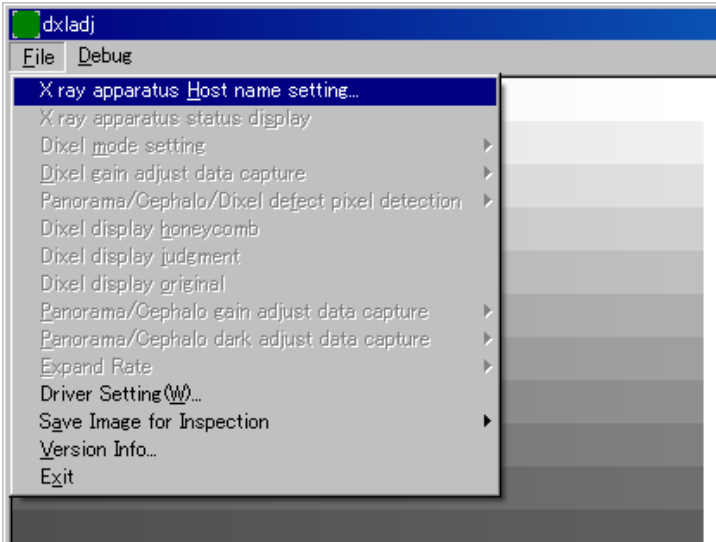 dxladj
File Debug
X ray apparatus Host name setting...
X ray apparatus status display
Dixel mode setting
Dixel gain adjust data capture
Panorama/Cephalo/Dixel defect pixel detection
Dixel display honeycomb
Dixel display judgment
Dixel display original
Panorama/Cephalo gain adjust data capture
Panorama/Cephalo dark adjust data capture
Expand Rate
Driver Setting(W)...
Save Image for Inspection
Version Info...
Exit